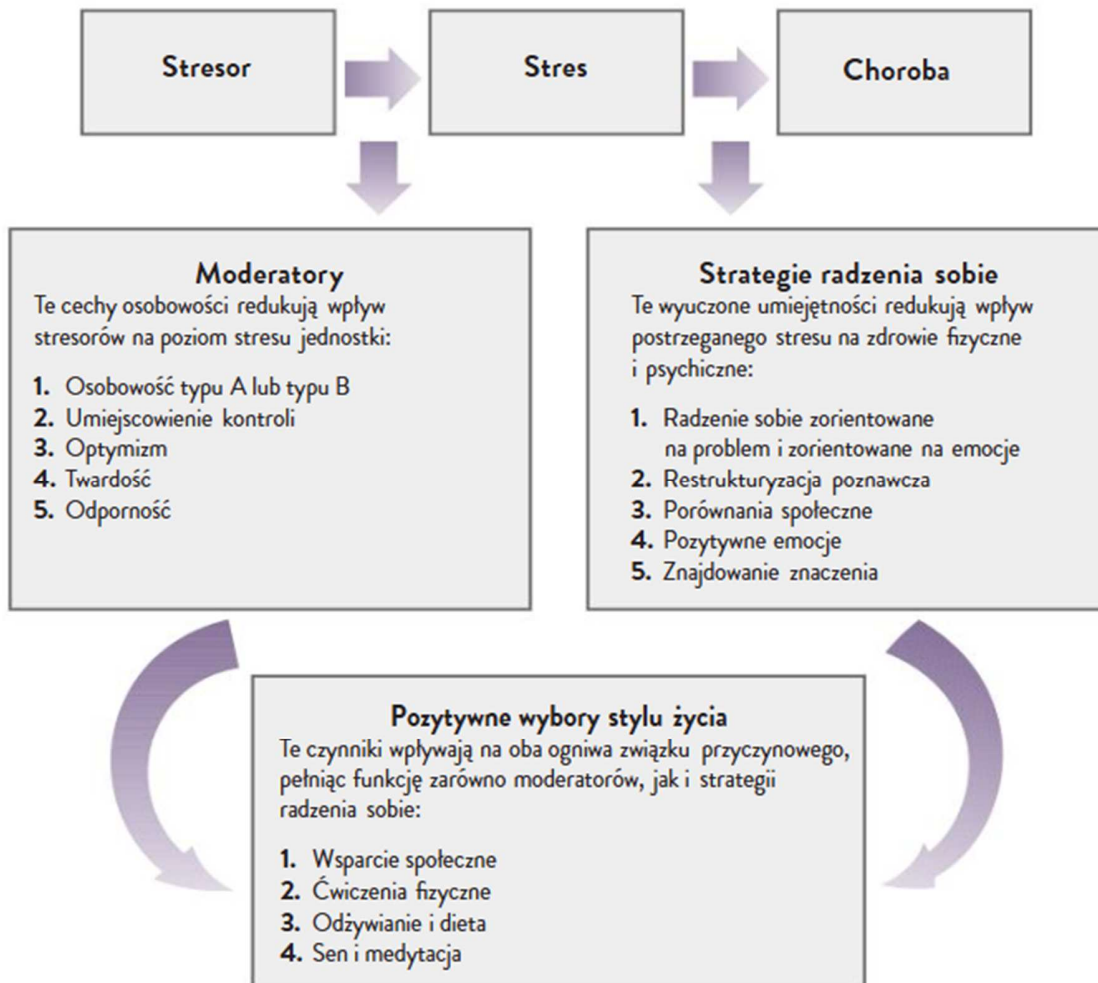 Stresor
Stres
Choroba
Moderatory
Te cechy osobowości redukują wpływ
stresorów na poziom stresu jednostki:
1. Osobowość typu A lub typu B
2. Umiejscowienie kontroli
3. Optymizm
4. Twardość
5. Odporność
Strategie radzenia sobie
Te wyuczone umiejętności redukują wpływ
postrzeganego stresu na zdrowie fizyczne
i psychiczne:
1. Radzenie sobie zorientowane
na problem i zorientowane na emocje
2. Restrukturyzacja poznawcza
3. Porównania społeczne
4. Pozytywne emocje
5. Znajdowanie znaczenia
Pozytywne wybory stylu życia
Te czynniki wpływają na oba ogniwa związku przyczynowego,
pełniąc funkcję zarówno moderatorów, jak i strategii
radzenia sobie:
1. Wsparcie społeczne
2. Ćwiczenia fizyczne
3. Odżywianie i dieta
4. Sen i medytacja